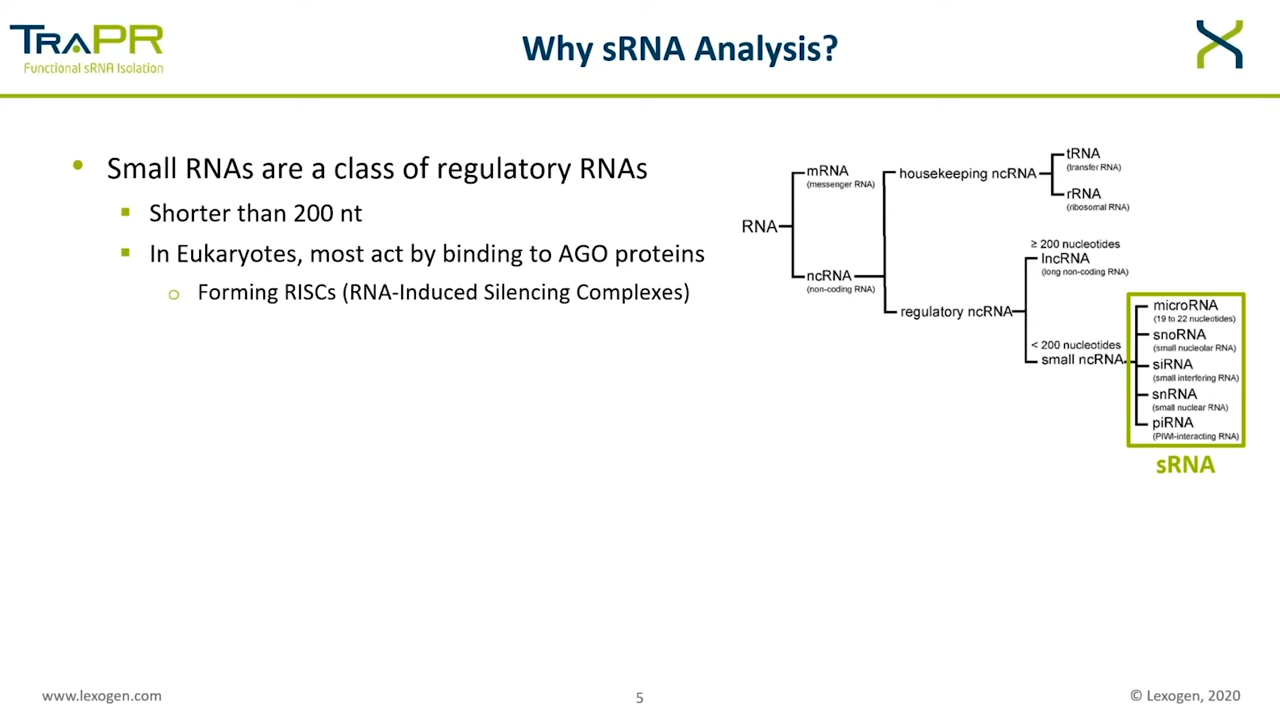 TRAPR
Functional sRNA Isolation
Why sRNA Analysis?
• Small RNAs are a class of regulatory RNAs
▪ Shorter than 200 nt
▪ In Eukaryotes, most act by binding to AGO proteins
o Forming RISCs (RNA-Induced Silencing Complexes)
RNA
mRNA
(messenger RNA)
ncRNA
(non-coding RNA)
housekeeping ncRNA
tRNA
(transfer RNA)
rRNA
(ribosomal RNA)
regulatory ncRNA
≥ 200 nucleotides
lncRNA
(long non-coding RNA)
< 200 nucleotides
small ncRNA
microRNA
(19 to 22 nucleotides)
snoRNA
(small nucleolar RNA)
siRNA
(small interfering RNA)
snRNA
(small nuclear RNA)
piRNA
(PIWI-interacting RNA)
sRNA
www.lexogen.com
5
© Lexogen, 2020